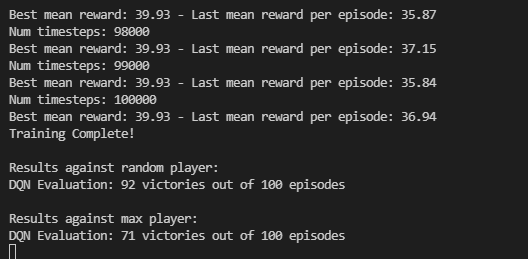 Best mean reward: 39.93 - Last mean reward per episode: 35.87
Num timesteps: 98000
Best mean reward: 39.93 - Last mean reward per episode: 37.15
Num timesteps: 99000
Best mean reward: 39.93 - Last mean reward per episode: 35.84
Num timesteps: 100000
Best mean reward: 39.93 - Last mean reward per episode: 36.94
Training Complete!
Results against random player:
DQN Evaluation: 92 victories out of 100 episodes
Results against max player:
DQN Evaluation: 71 victories out of 100 episodes